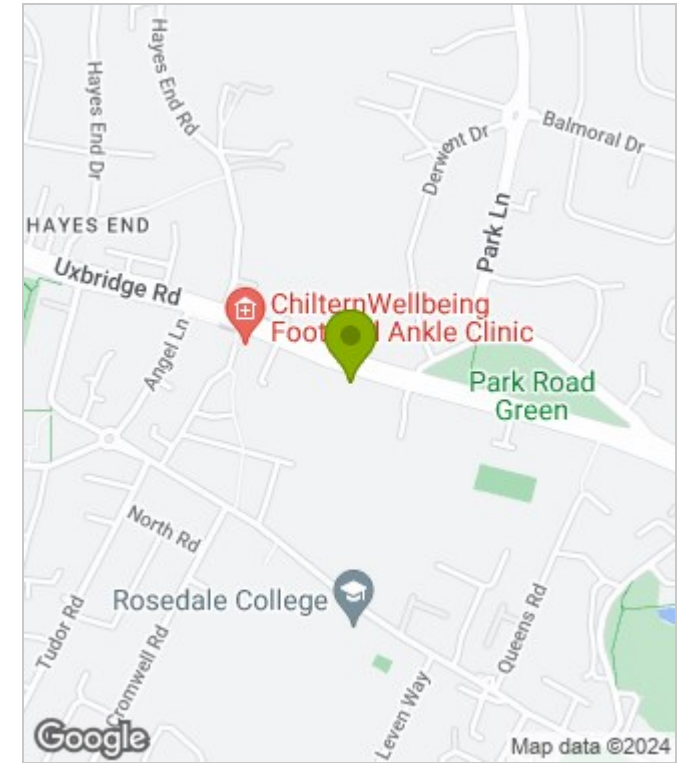 Hayes End Dr
Hayes End Rd
Derwent Dr
Balmoral Dr
HAYES END
Park Ln
Uxbridge Rd
ChilternWellbeing
Foot Ankle Clinic
Angel Ln
Park Road
Green
North Rd
Rosedale College
Tudor Rd
Cromwell Rd
Queens Rd
Leven Way
Google
Map data ©2024